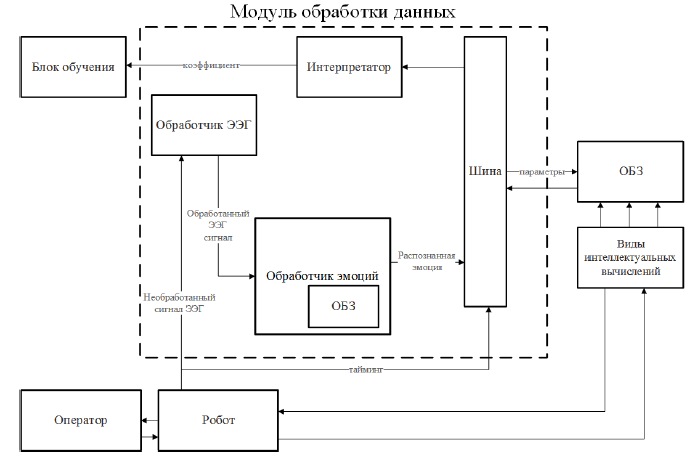 Модуль обработки данных
Блок обучения
коэффициент
Интерпретатор
Обработчик ЭЭГ
Шина
параметры
ОБЗ
Обработанный
ЭЭГ
сигнал
Распознанная
эмоция
Виды
интеллектуальных
вычислений
Обработчик эмоций
ОБЗ
Необработанный
сигнал ЭЭГ
тайминг
Оператор
Робот